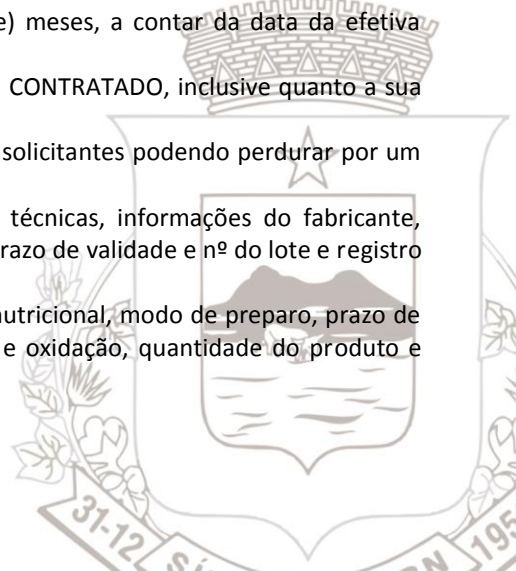 e) meses, a contar da data da efetiva
CONTRATADO, inclusive quanto a sua
solicitantes podendo perdurar por um
técnicas, informações do fabricante,
razo de validade e nº do lote e registro
nutricional, modo de preparo, prazo de
e oxidação, quantidade do produto e
31-12
RN
195